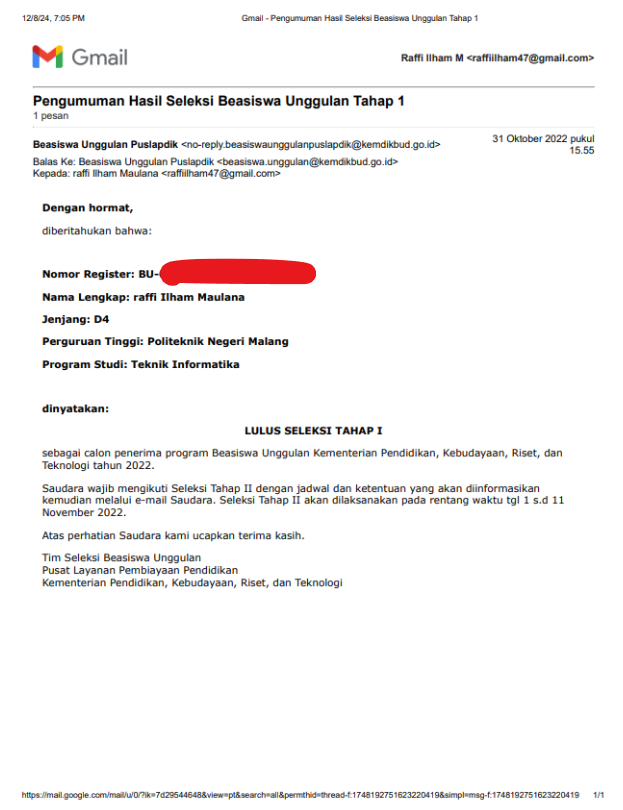 12/8/24, 7:05 PM Gmail - Pengumuman Hasil Seleksi Beasiswa Unggulan Tahap 1
Gmail
Raffi Ilham M <raffiilham47@gmail.com>
Pengumuman Hasil Seleksi Beasiswa Unggulan Tahap 1
1 pesan
Beasiswa Unggulan Puslapdik <no-reply.beasiswaunggulanpuslapdik@kemdikbud.go.id>
31 Oktober 2022 pukul
15.55
Balas Ke: Beasiswa Unggulan Puslapdik <beasiswa.unggulan@kemdikbud.go.id>
Kepada: raffi Ilham Maulana <raffiilham47@gmail.com>
Dengan hormat,
diberitahukan bahwa:
Nomor Register: BU-
Nama Lengkap: raffi Ilham Maulana
Jenjang: D4
Perguruan Tinggi: Politeknik Negeri Malang
Program Studi: Teknik Informatika
dinyatakan:
LULUS SELEKSI TAHAP I
sebagai calon penerima program Beasiswa Unggulan Kementerian Pendidikan, Kebudayaan, Riset, dan
Teknologi tahun 2022.
Saudara wajib mengikuti Seleksi Tahap II dengan jadwal dan ketentuan yang akan diinformasikan
kemudian melalui e-mail Saudara. Seleksi Tahap II akan dilaksanakan pada rentang waktu tgl 1 s.d 11
November 2022.
Atas perhatian Saudara kami ucapkan terima kasih.
Tim Seleksi Beasiswa Unggulan
Pusat Layanan Pembiayaan Pendidikan
Kementerian Pendidikan, Kebudayaan, Riset, dan Teknologi
https://mail.google.com/mail/u/0/?ik=7d29544648&view=pt&search=all&permthid=thread-f:1748192751623220419&simpl=msg-f:1748192751623220419 1/1